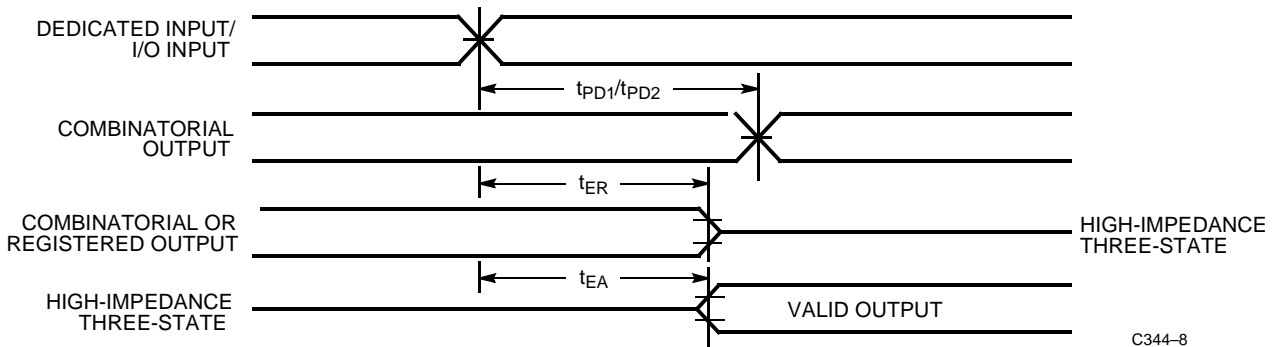 DEDICATED INPUT/
I/O INPUT
tPD1/tPD2
COMBINATORIAL
OUTPUT
tER
COMBINATORIAL OR
REGISTERED OUTPUT
HIGH-IMPEDANCE
THREE-STATE
tEA
HIGH-IMPEDANCE
THREE-STATE
VALID OUTPUT
C344–8